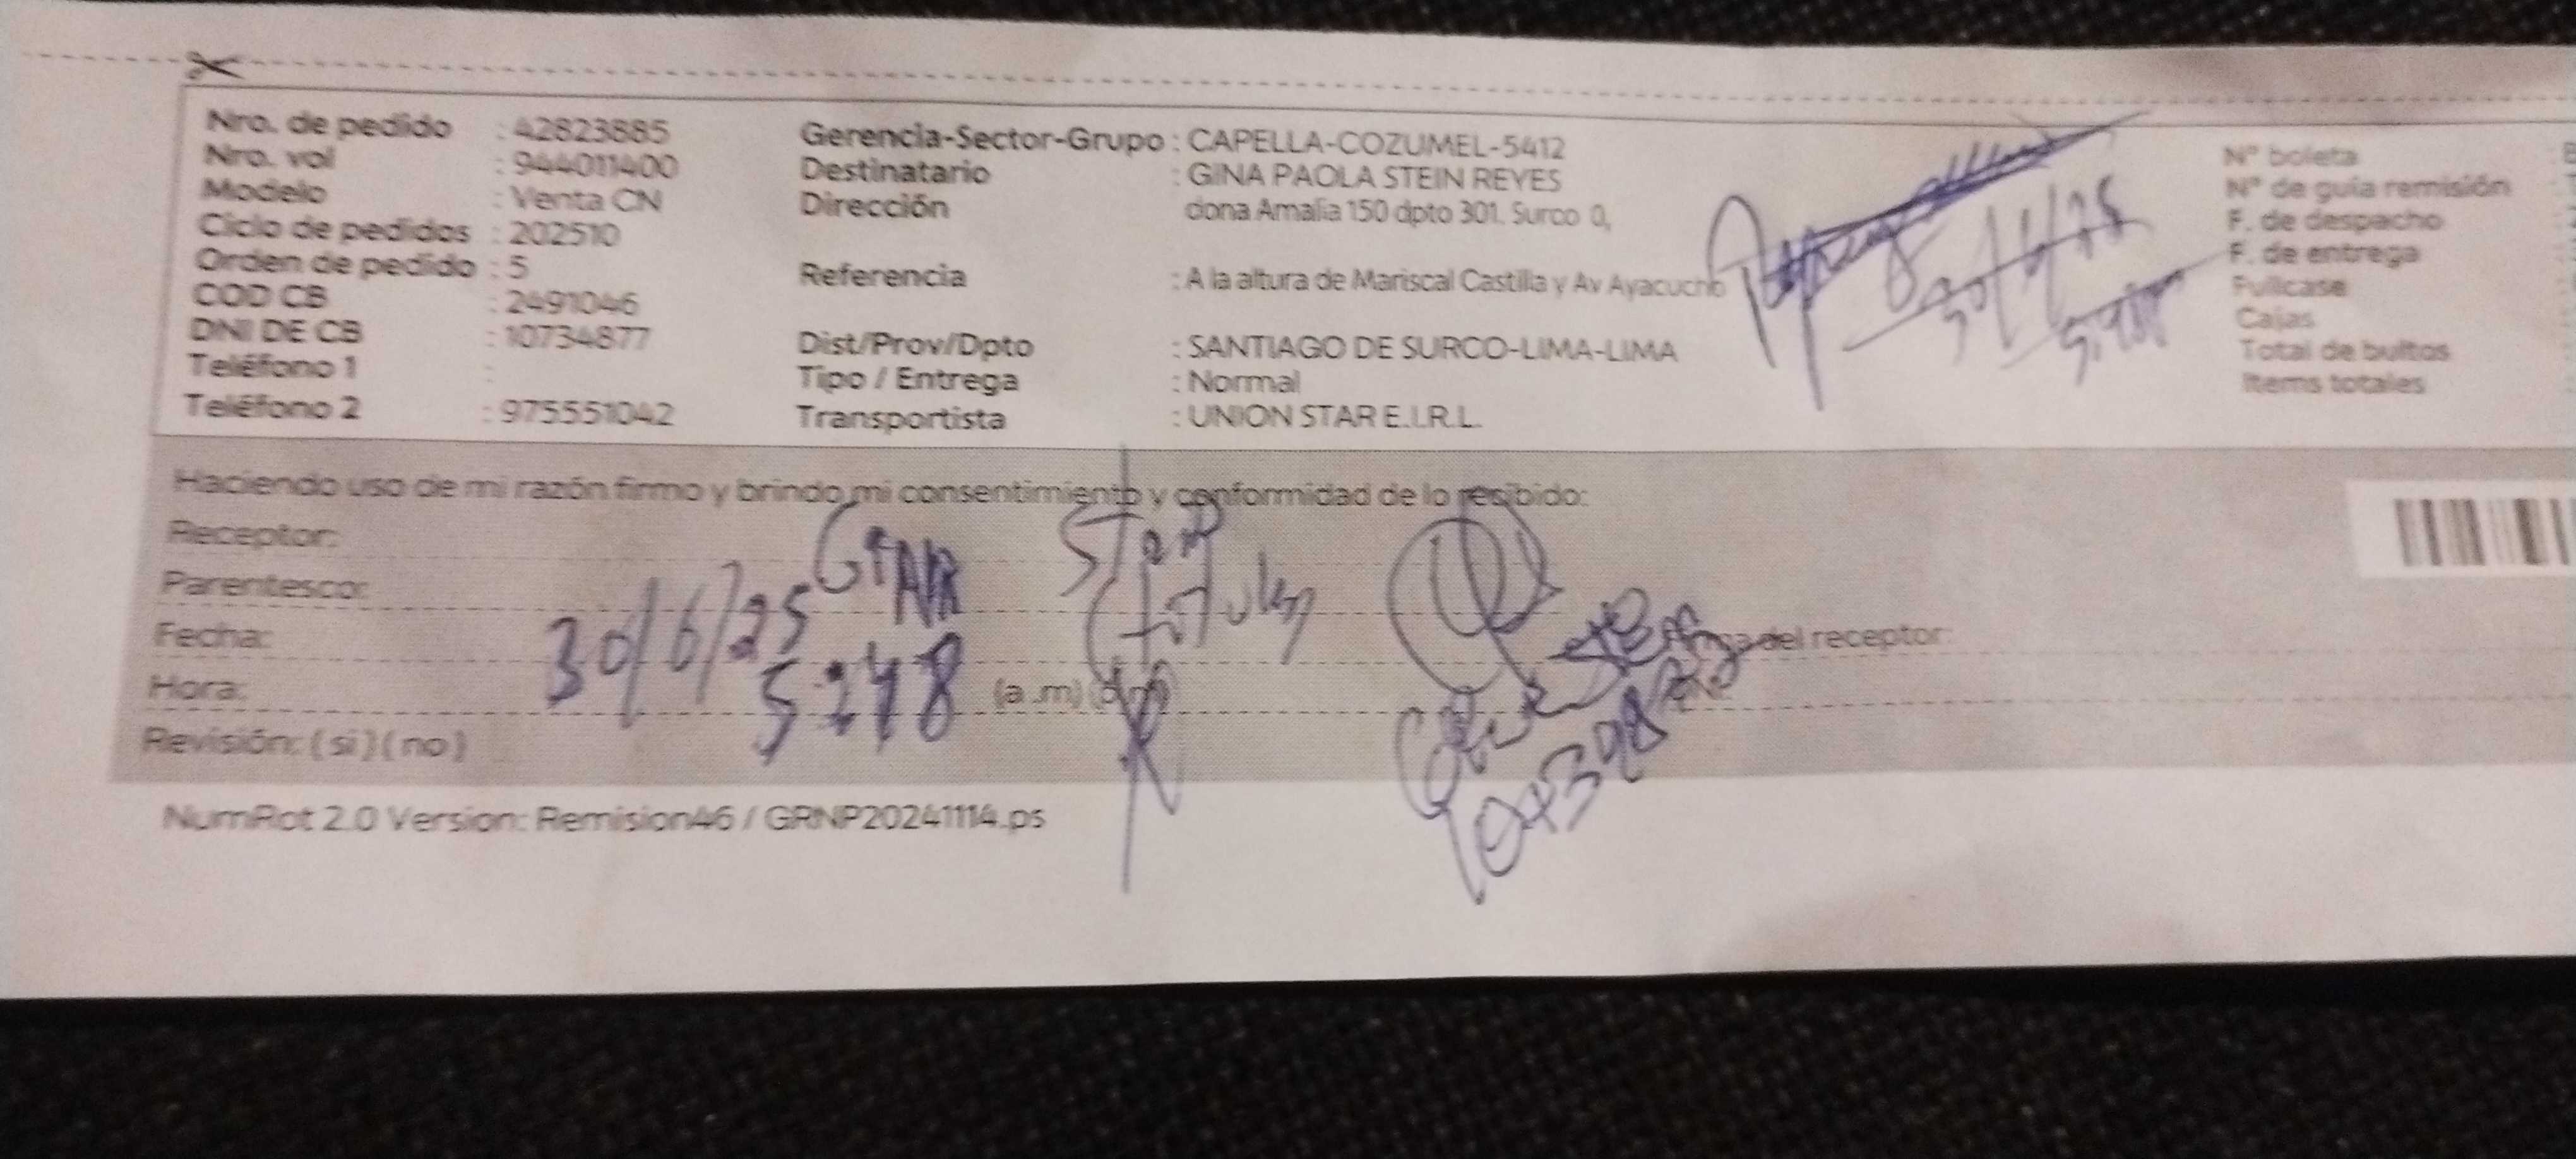 Nro. de pedido : 42823885
Nro. vol : 944011400
Modelo : Venta CN
Ciclo de pedidos : 202510
Orden de pedido : 5
COD CB : 2491046
DNI DE CB : 10734877
Teléfono 1 :
Teléfono 2 : 975551042
Gerencia-Sector-Grupo : CAPELLA-COZUMEL-5412
Destinatario : GINA PAOLA STEIN REYES
Dirección dona Amalia 150 dpto 301. Surco 0,
Referencia : A la altura de Mariscal Castilla y Av Ayacucho
Dist/Prov/Dpto : SANTIAGO DE SURCO-LIMA-LIMA
Tipo / Entrega : Normal
Transportista : UNION STAR E.I.R.L.
30/6/25
N° boleta
N° de guía remisión
F. de despacho
F. de entrega
Fullcase
Cajas
Total de bultos
Items totales
Haciendo uso de mi razón firmo y brindo mi consentimiento y conformidad de lo recibido:
Receptor: Gina
Parentesco:
Fecha: 30/6/25
del receptor:
Hora: (a .m) (p.m)
Revisión: ( si ) ( no )
NumRot 2.0 Version: Remision46 / GRNP20241114.ps